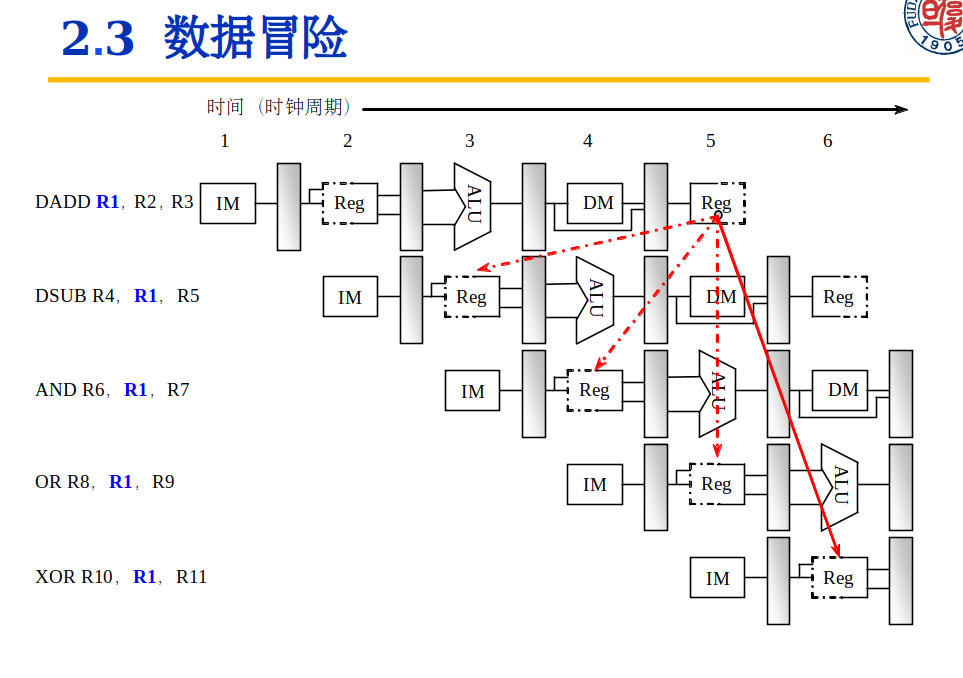 2.3 数据冒险
FUD
1905
时间（时钟周期）
1 2 3 4 5 6
DADD R1，R2，R3 IM Reg ALU DM Reg
DSUB R4，R1，R5 IM Reg ALU DM Reg
AND R6，R1，R7 IM Reg ALU DM
OR R8，R1，R9 IM Reg ALU
XOR R10，R1，R11 IM Reg